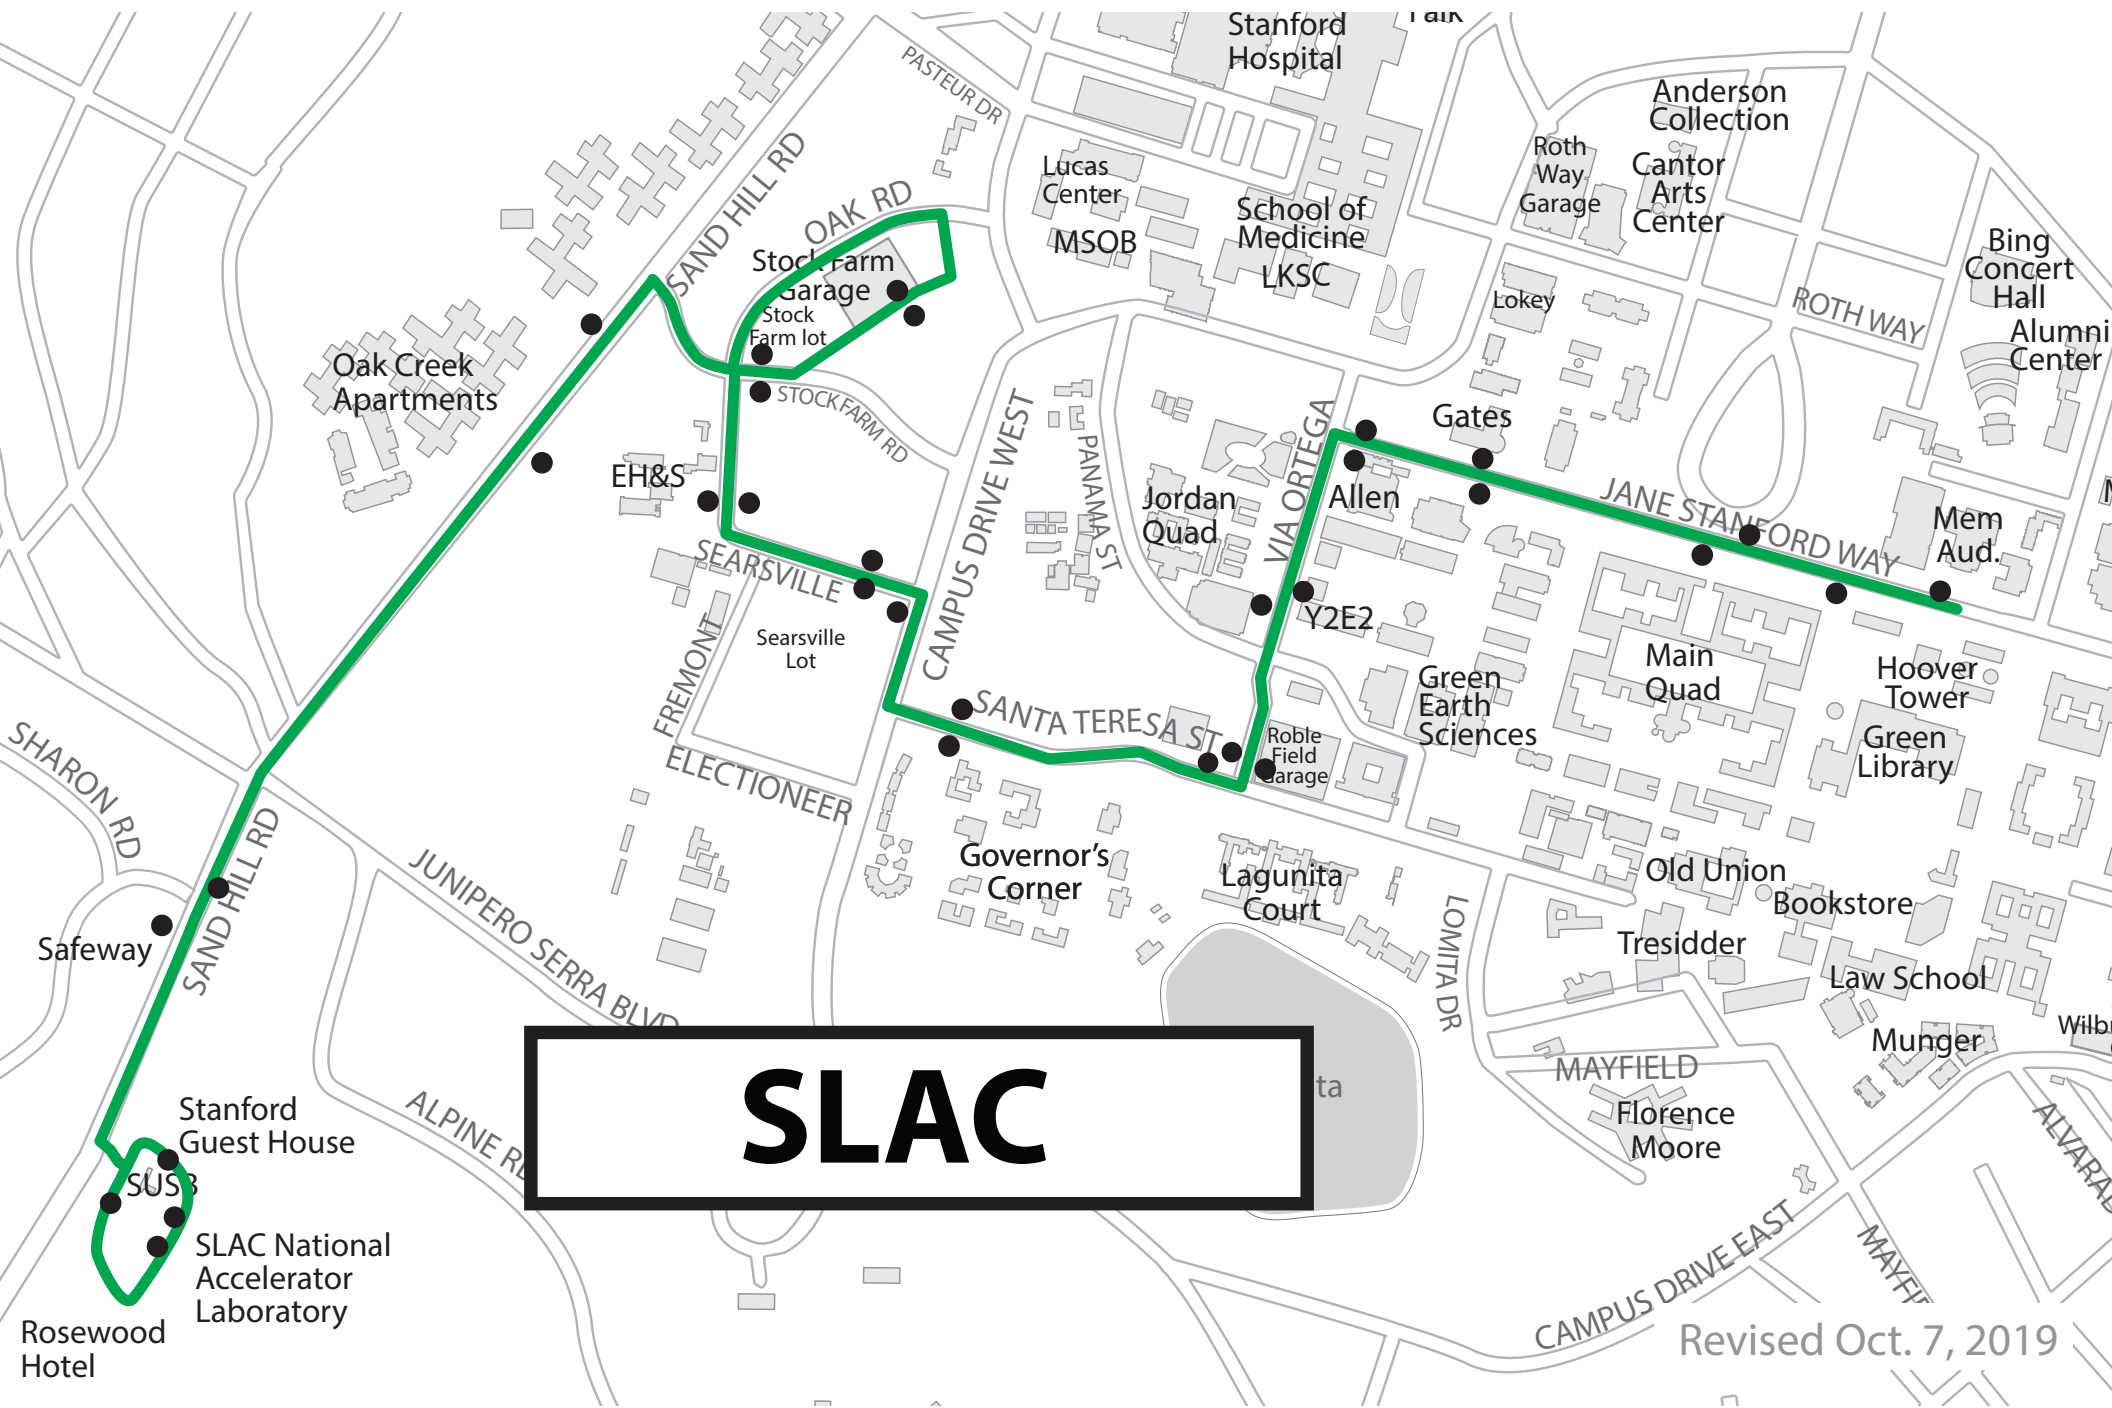 Stanford
Hospital
PASTEUR DR
Anderson
Collection
Roth
Way
Garage
Cantor
Arts
Center
Lucas
Center
SAND HILL RD
OAK RD
School of
Medicine
MSOB
LKSC
Bing
Concert
Hall
Stock Farm
Garage
Stock
Farm lot
Lokey
ROTH WAY
Alumni
Center
Oak Creek
Apartments
STOCK FARM RD
CAMPUS DRIVE WEST
PANAMA ST
VIA ORTEGA
Gates
EH&S
Jordan
Quad
Allen
JANE STANFORD WAY
Mem
Aud.
SEARSVILLE
Y2E2
FREMONT
Searsville
Lot
Main
Quad
Hoover
Tower
Green
Earth
Sciences
SANTA TERESA ST
Roble
Field
Garage
Green
Library
SHARON RD
ELECTIONEER
SAND HILL RD
JUNIPERO SERRA BLVD
Governor's
Corner
Lagunita
Court
Old Union
Bookstore
LOMITA DR
Tresidder
Safeway
Law School
Munger
MAYFIELD
SLAC
ta
Florence
Moore
Stanford
Guest House
ALPINE RD
SUSB
SLAC National
Accelerator
Laboratory
CAMPUS DRIVE EAST
Rosewood
Hotel
Revised Oct. 7, 2019